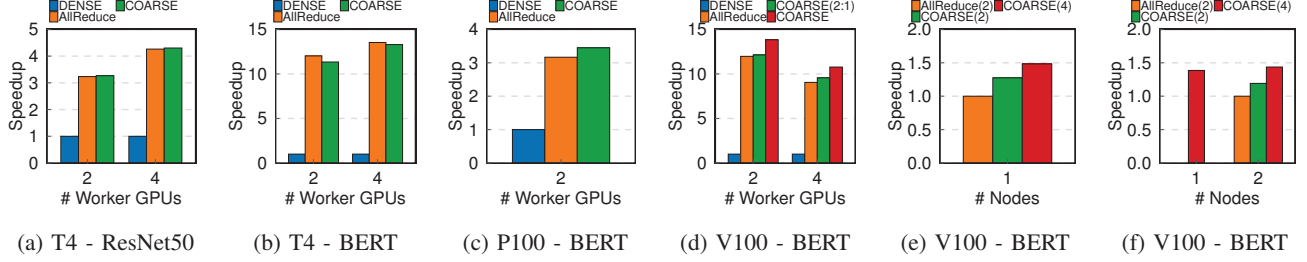 DENSE COARSE
AllReduce
Speedup
5
4
3
2
1
0
2 4
# Worker GPUs
(a) T4 - ResNet50
DENSE COARSE
AllReduce
Speedup
15
10
5
0
2 4
# Worker GPUs
(b) T4 - BERT
DENSE COARSE
AllReduce
Speedup
4
3
2
1
0
2
# Worker GPUs
(c) P100 - BERT
DENSE COARSE(2:1)
AllReduce COARSE
Speedup
15
10
5
0
2 4
# Worker GPUs
(d) V100 - BERT
AllReduce(2) COARSE(4)
COARSE(2)
Speedup
2.0
1.5
1.0
0.5
0.0
1
# Nodes
(e) V100 - BERT
AllReduce(2) COARSE(4)
COARSE(2)
Speedup
2.0
1.5
1.0
0.5
0.0
1 2
# Nodes
(f) V100 - BERT